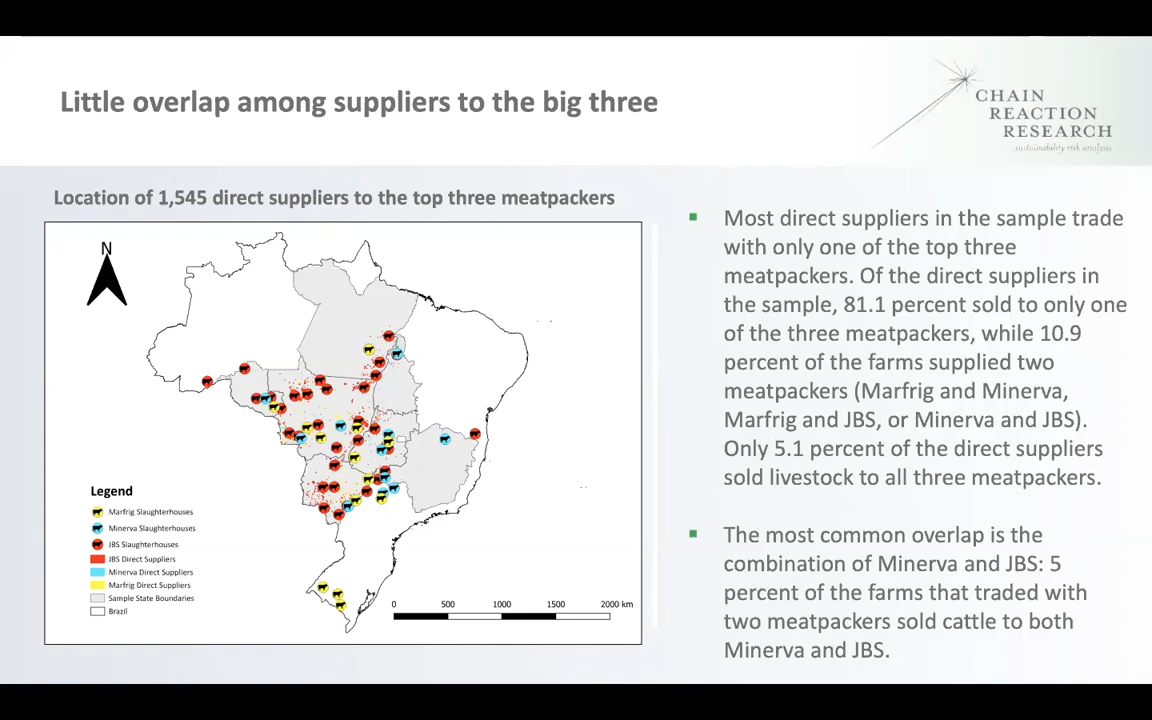 Little overlap among suppliers to the big three
CHAIN
REACTION
RESEARCH
sustainability risk analysis
Location of 1,545 direct suppliers to the top three meatpackers
N
Legend
Marfrig Slaughterhouses
Minerva Slaughterhouses
JBS Slaughterhouses
JBS Direct Suppliers
Minerva Direct Suppliers
Marfrig Direct Suppliers
Sample State Boundaries
Brazil
0 500 1000 1500 2000 km
Most direct suppliers in the sample trade
with only one of the top three
meatpackers. Of the direct suppliers in
the sample, 81.1 percent sold to only one
of the three meatpackers, while 10.9
percent of the farms supplied two
meatpackers (Marfrig and Minerva,
Marfrig and JBS, or Minerva and JBS).
Only 5.1 percent of the direct suppliers
sold livestock to all three meatpackers.
The most common overlap is the
combination of Minerva and JBS: 5
percent of the farms that traded with
two meatpackers sold cattle to both
Minerva and JBS.